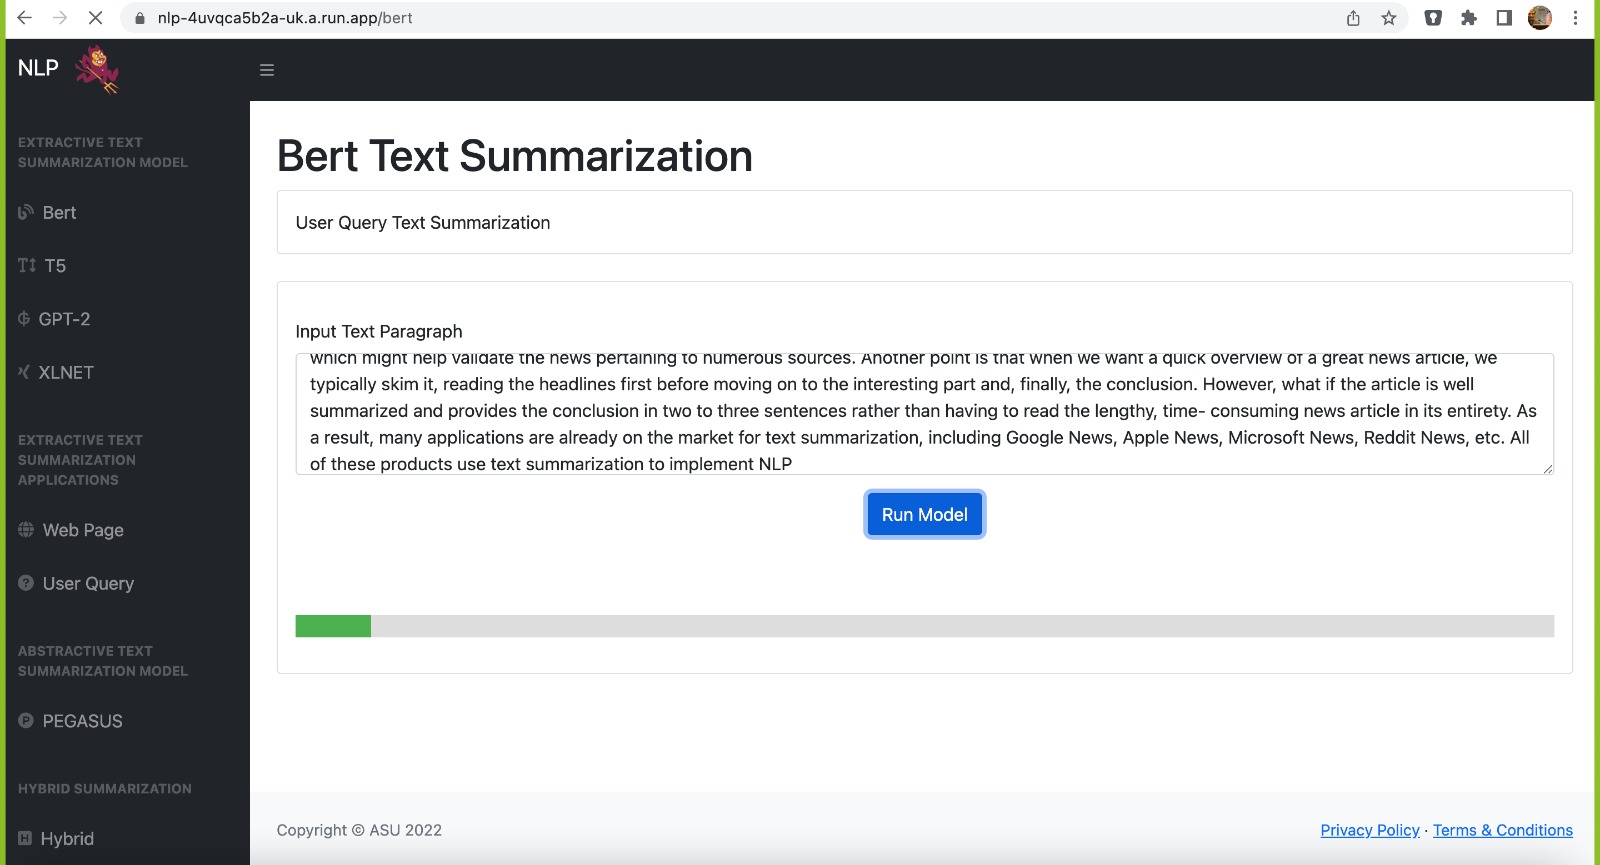 nlp-4uvqca5b2a-uk.a.run.app/bert
NLP
EXTRACTIVE TEXT
SUMMARIZATION MODEL
Bert
T5
GPT-2
XLNET
EXTRACTIVE TEXT
SUMMARIZATION
APPLICATIONS
Web Page
User Query
ABSTRACTIVE TEXT
SUMMARIZATION MODEL
PEGASUS
HYBRID SUMMARIZATION
Hybrid
Bert Text Summarization
User Query Text Summarization
Input Text Paragraph
which might help validate the news pertaining to numerous sources. Another point is that when we want a quick overview of a great news article, we
typically skim it, reading the headlines first before moving on to the interesting part and, finally, the conclusion. However, what if the article is well
summarized and provides the conclusion in two to three sentences rather than having to read the lengthy, time- consuming news article in its entirety. As
a result, many applications are already on the market for text summarization, including Google News, Apple News, Microsoft News, Reddit News, etc. All
of these products use text summarization to implement NLP
Run Model
Copyright © ASU 2022
Privacy Policy · Terms & Conditions